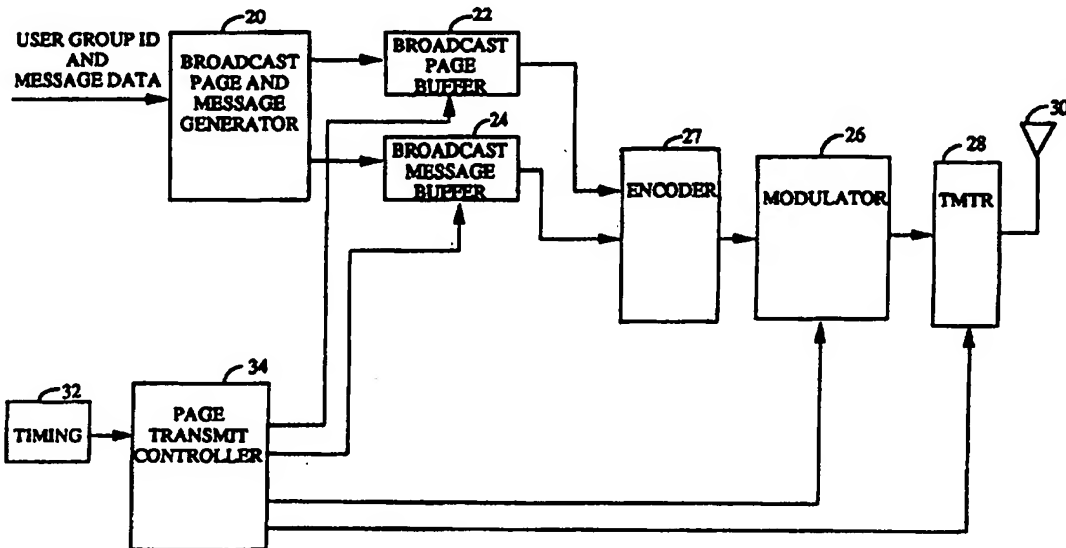 20
USER GROUP ID
AND
MESSAGE DATA
BROADCAST
PAGE AND
MESSAGE
GENERATOR
22
BROADCAST
PAGE
BUFFER
24
BROADCAST
MESSAGE
BUFFER
27
ENCODER
26
MODULATOR
28
TMTR
30
32
TIMING
34
PAGE
TRANSMIT
CONTROLLER